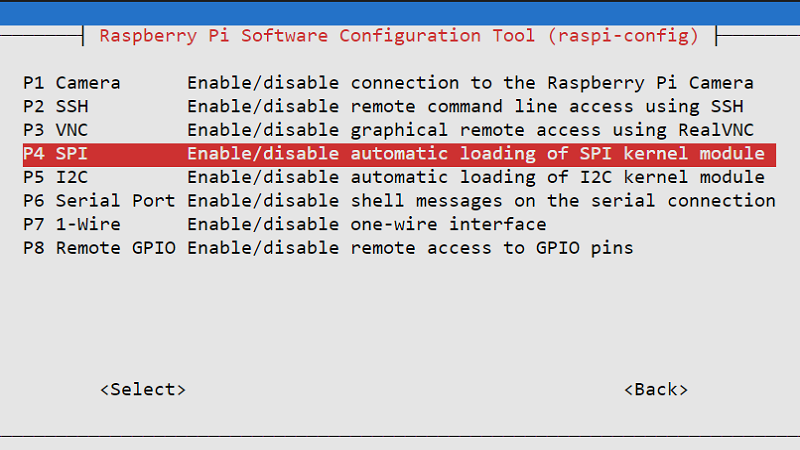 Raspberry Pi Software Configuration Tool (raspi-config)
P1 Camera Enable/disable connection to the Raspberry Pi Camera
P2 SSH Enable/disable remote command line access using SSH
P3 VNC Enable/disable graphical remote access using RealVNC
P4 SPI Enable/disable automatic loading of SPI kernel module
P5 I2C Enable/disable automatic loading of I2C kernel module
P6 Serial Port Enable/disable shell messages on the serial connection
P7 1-Wire Enable/disable one-wire interface
P8 Remote GPIO Enable/disable remote access to GPIO pins
<Select> <Back>